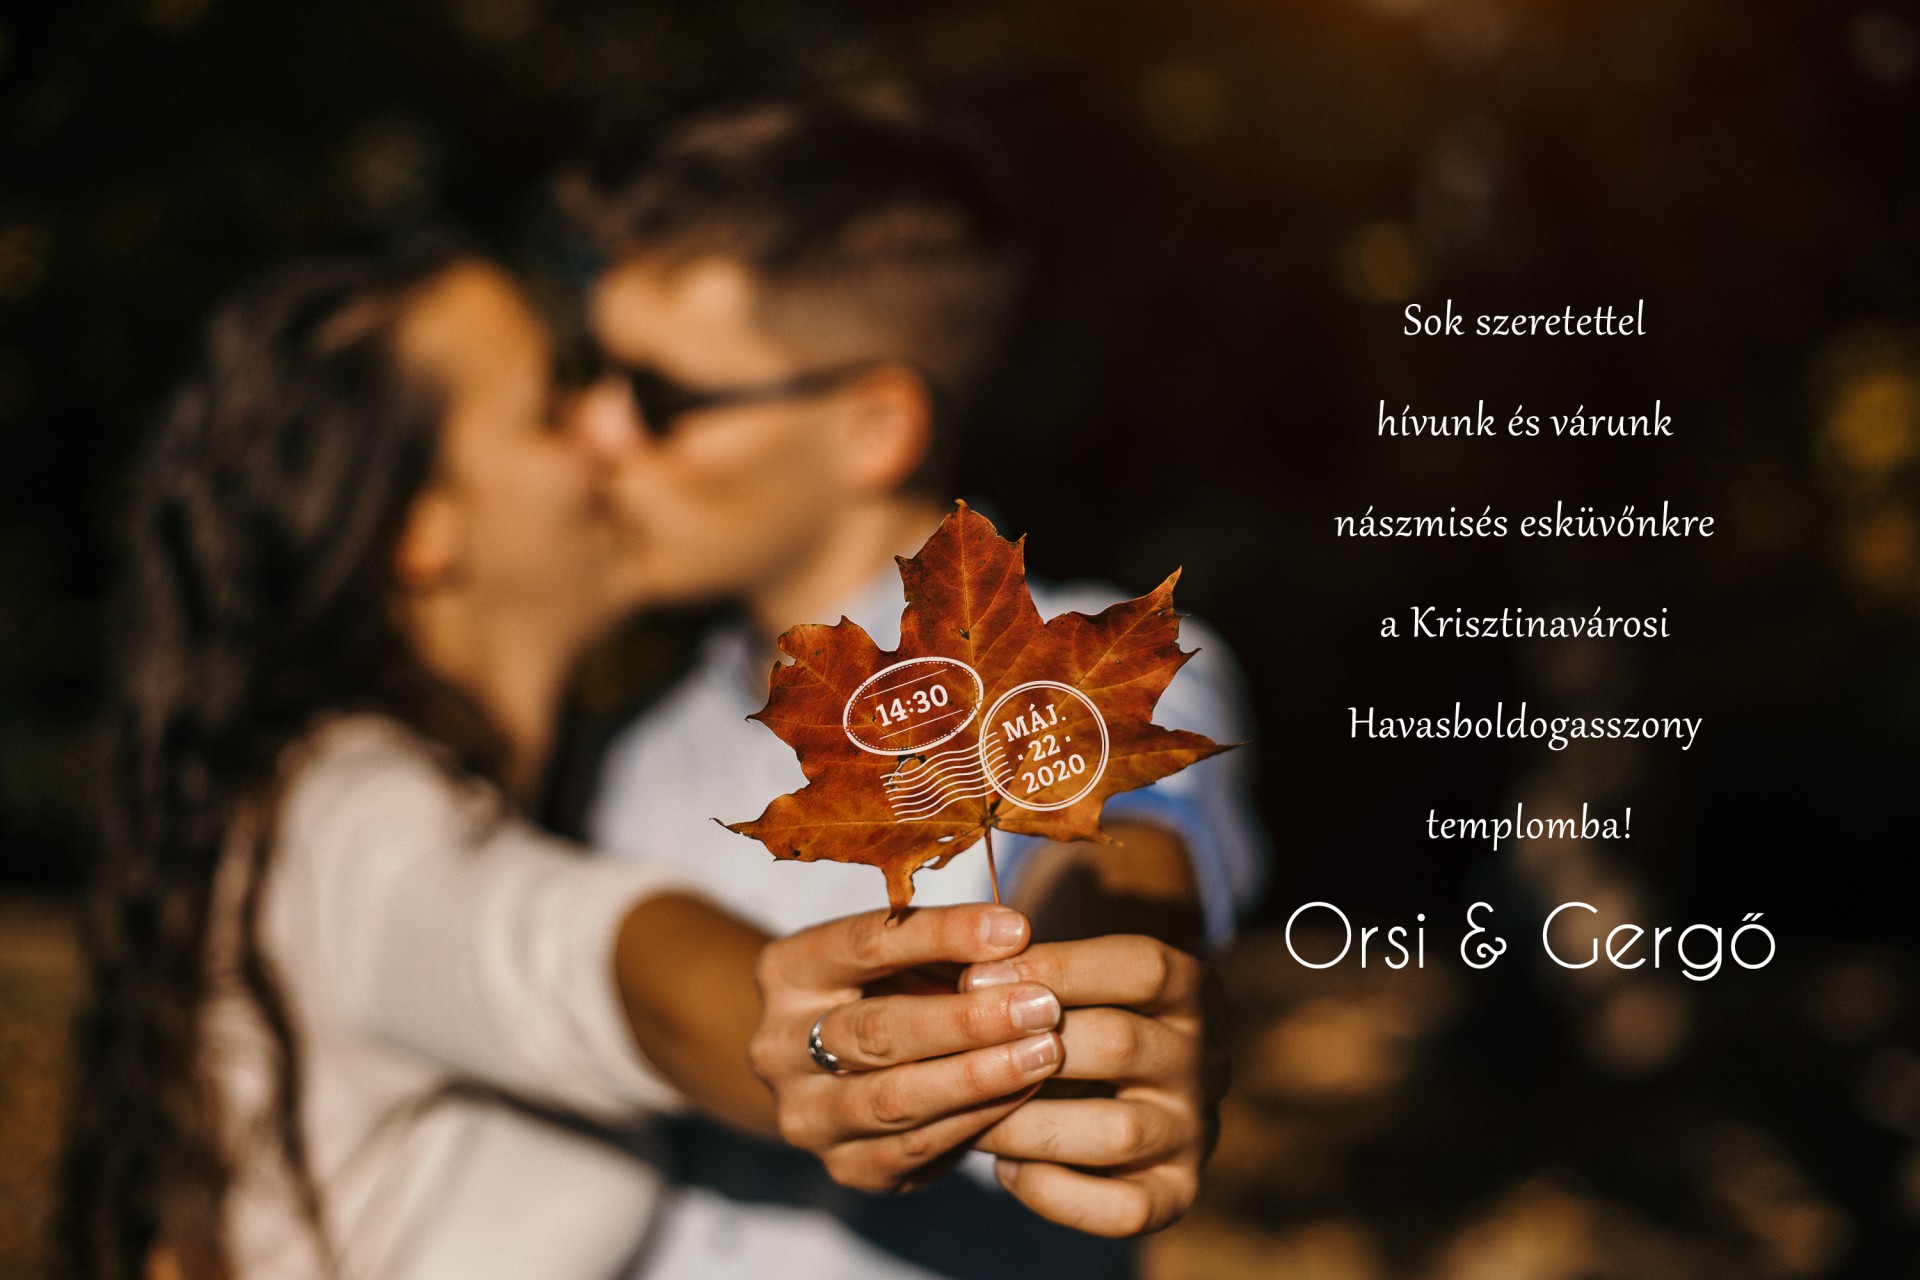 14:30
MÁJ.
· 22 ·
2020
Sok szeretettel
hívunk és várunk
nászmisés esküvőnkre
a Krisztinavárosi
Havasboldogasszony
templomba!
Orsi & Gergő